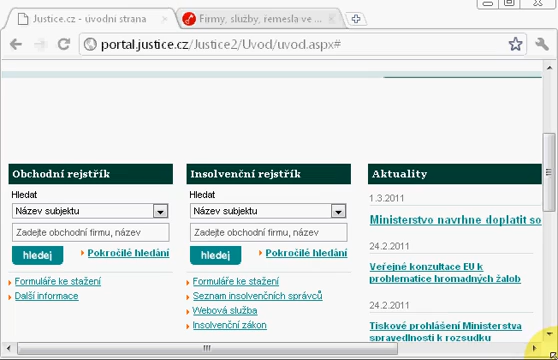 Justice.cz - úvodní strana
Firmy, služby, remesla ve ...
portal.justice.cz/Justice2/Uvod/uvod.aspx#
Obchodní rejstřík
Hledat
Název subjektu
Zadejte obchodní firmu, název
hledej
Pokročilé hledání
Formuláře ke stažení
Další informace
Insolvenční rejstřík
Hledat
Název subjektu
Zadejte obchodní firmu, název
hledej
Pokročilé hledání
Formuláře ke stažení
Seznam insolvenčních správců
Webová služba
Insolvenční zákon
Aktuality
1.3.2011
Ministerstvo navrhne doplatit so
24.2.2011
Veřejné konzultace EU k
problematice hromadných žalob
24.2.2011
Tiskové prohlášení Ministerstva
spravedlnosti k rozsudku